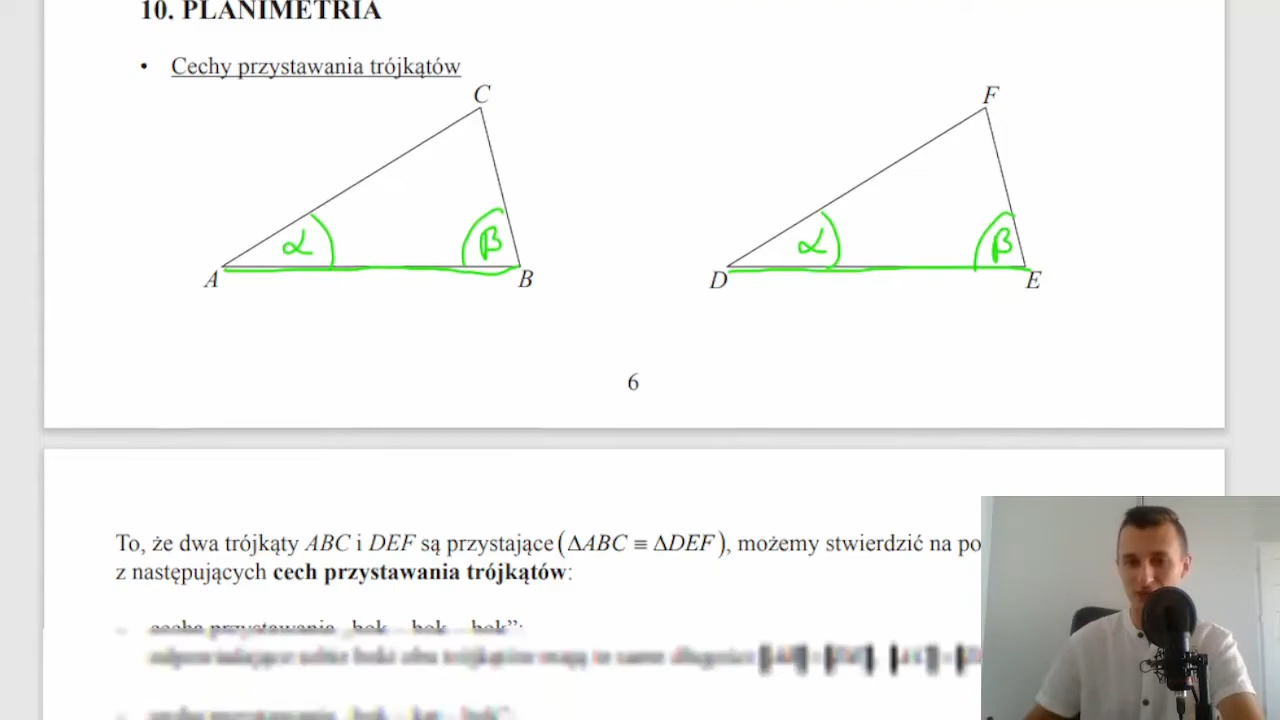 10. PLANIMETRIA
• Cechy przystawania trójkątów
C
F
α
β
α
β
A
B
D
E
6
To, że dwa trójkąty ABC i DEF są przystające (ΔABC ≡ ΔDEF), możemy stwierdzić na po
z następujących cech przystawania trójkątów: